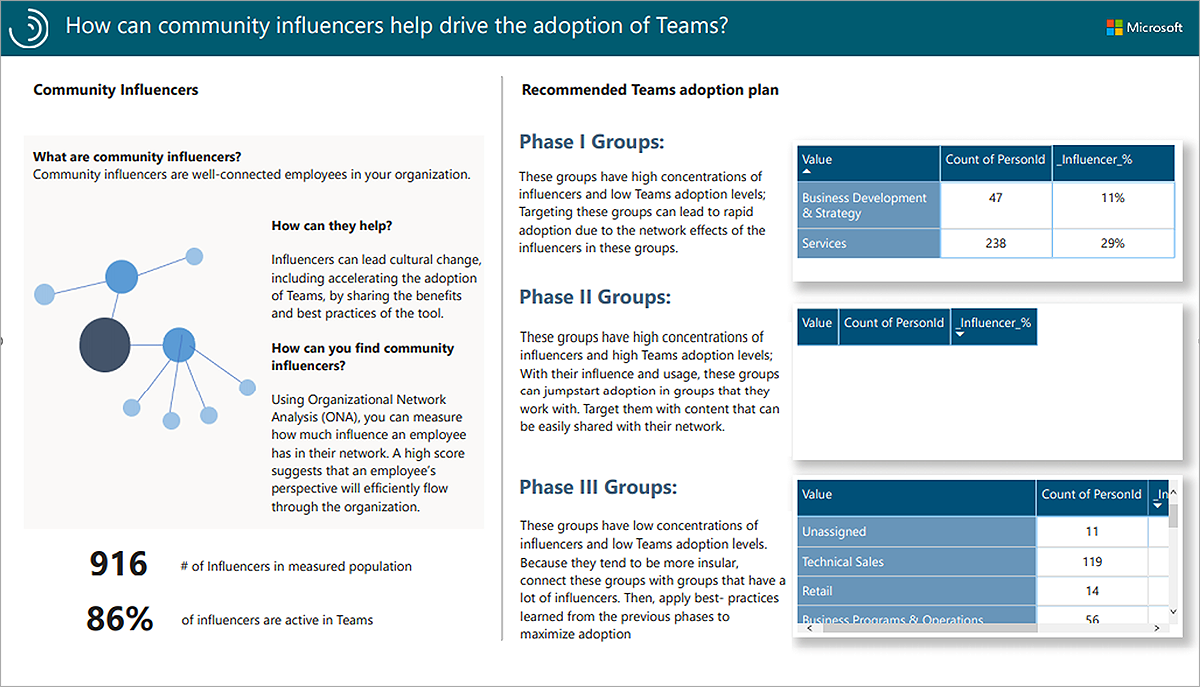 How can community influencers help drive the adoption of Teams?
Microsoft
Community Influencers
What are community influencers?
Community influencers are well-connected employees in your organization.
How can they help?
Influencers can lead cultural change,
including accelerating the adoption
of Teams, by sharing the benefits
and best practices of the tool.
How can you find community
influencers?
Using Organizational Network
Analysis (ONA), you can measure
how much influence an employee
has in their network. A high score
suggests that an employee's
perspective will efficiently flow
through the organization.
916 # of Influencers in measured population
86% of influencers are active in Teams
Recommended Teams adoption plan
Phase I Groups:
These groups have high concentrations of
influencers and low Teams adoption levels;
Targeting these groups can lead to rapid
adoption due to the network effects of the
influencers in these groups.
Value Count of PersonId _Influencer_%
Business Development
& Strategy 47 11%
Services 238 29%
Phase II Groups:
These groups have high concentrations of
influencers and high Teams adoption levels;
With their influence and usage, these groups
can jumpstart adoption in groups that they
work with. Target them with content that can
be easily shared with their network.
Value Count of PersonId _Influencer_%
Phase III Groups:
These groups have low concentrations of
influencers and low Teams adoption levels.
Because they tend to be more insular,
connect these groups with groups that have a
lot of influencers. Then, apply best- practices
learned from the previous phases to
maximize adoption
Value Count of PersonId _In
Unassigned 11
Technical Sales 119
Retail 14
Business Programs & Operations 56